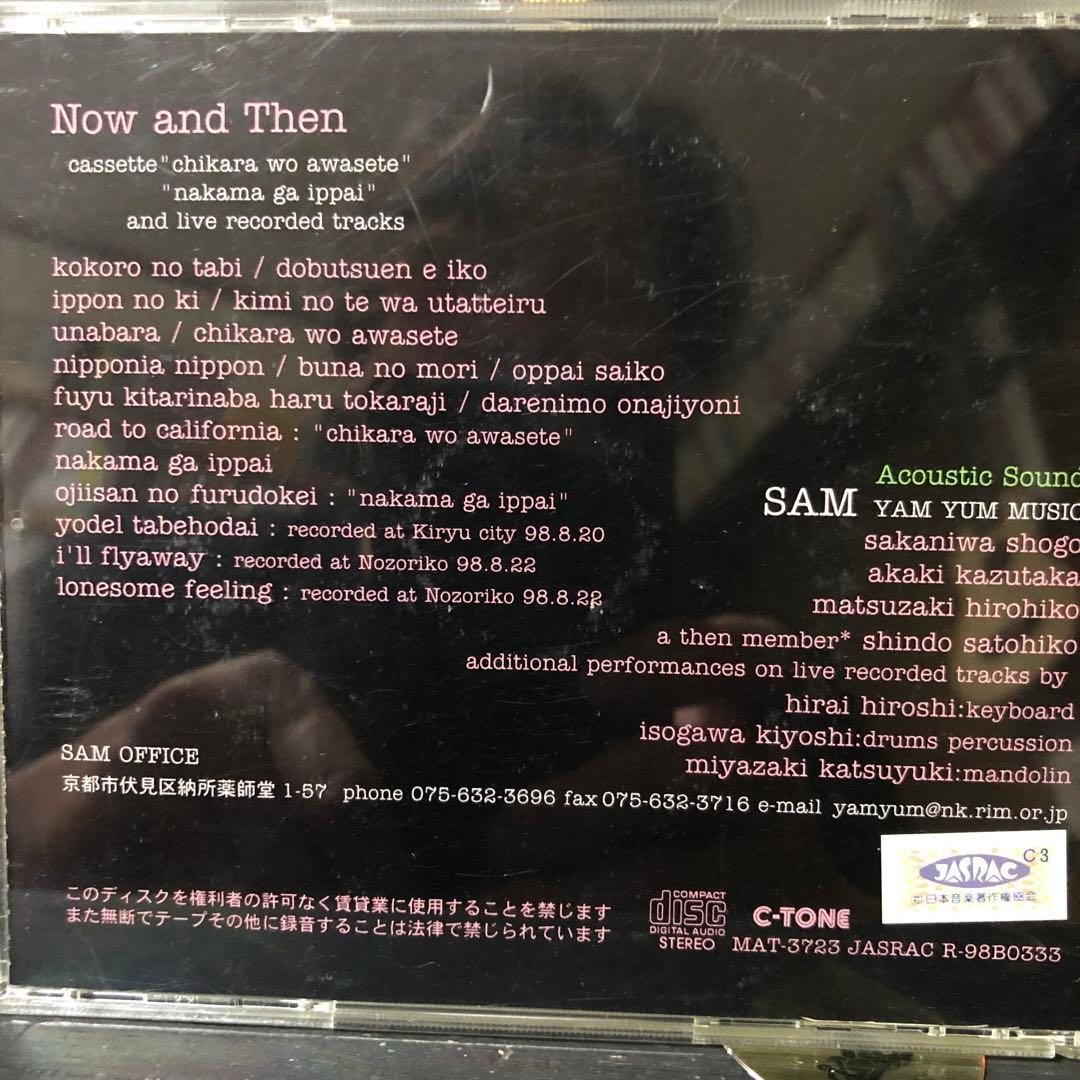 Now and Then
cassette "chikara wo awasete"
"nakama ga ippai"
and live recorded tracks
kokoro no tabi / dobutsuen e iko
ippon no ki / kimi no te wa utatteiru
unabara / chikara wo awasete
nipponia nippon / buna no mori / oppai saiko
fuyu kitarinaba haru tokaraji / darenimo onajiyoni
road to california : "chikara wo awasete"
nakama ga ippai
ojiisan no furudokei : "nakama ga ippai"
yodel tabehodai : recorded at Kiryu city 98.8.20
i'll flyaway : recorded at Nozoriko 98.8.22
lonesome feeling : recorded at Nozoriko 98.8.22
Acoustic Sound
SAM YAM YUM MUSIC
sakaniwa shogo
akaki kazutaka
matsuzaki hirohiko
a then member* shindo satohiko
additional performances on live recorded tracks by
hirai hiroshi:keyboard
isogawa kiyoshi:drums percussion
miyazaki katsuyuki:mandolin
SAM OFFICE
京都市伏見区納所薬師堂 1-57 phone 075-632-3696 fax 075-632-3716 e-mail yamyum@nk.rim.or.jp
C3
JASRAC
日本音楽著作権協会
このディスクを権利者の許可なく賃貸業に使用することを禁じます
また無断でテープその他に録音することは法律で禁じられています
COMPACT
disc
DIGITAL AUDIO
STEREO
C-TONE
MAT-3723 JASRAC R-98B0333